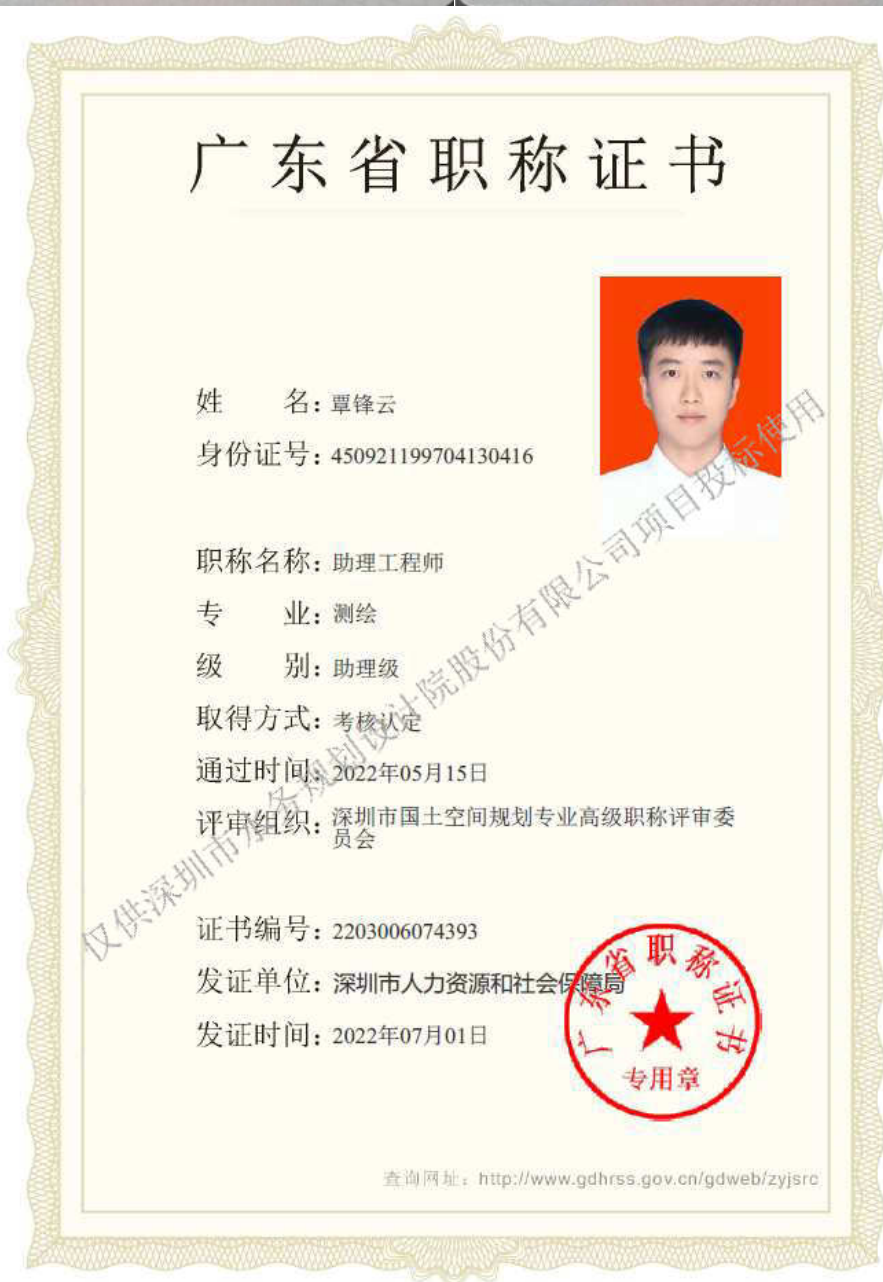 广东省职称证书
姓 名：覃锋云
身份证号：450921199704130416
职称名称：助理工程师
专 业：测绘
级 别：助理级
取得方式：考核认定
通过时间：2022年05月15日
评审组织：深圳市国土空间规划专业高级职称评审委
员会
证书编号：2203006074393
发证单位：深圳市人力资源和社会保障局
发证时间：2022年07月01日
广东省职称证书
专用章
查询网址：http://www.gdhrss.gov.cn/gdweb/zyjsrc
仅供深圳市水务规划设计院股份有限公司项目投标使用